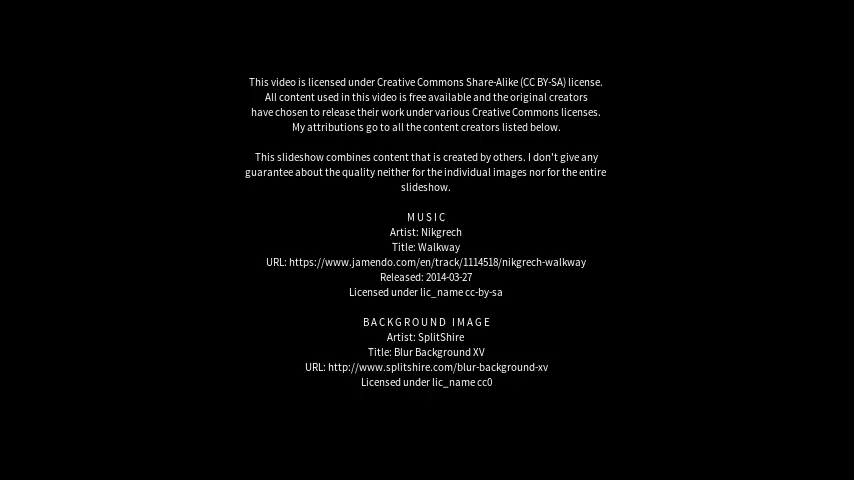 This video is licensed under Creative Commons Share-Alike (CC BY-SA) license.
All content used in this video is free available and the original creators
have chosen to release their work under various Creative Commons licenses.
My attributions go to all the content creators listed below.
This slideshow combines content that is created by others. I don't give any
guarantee about the quality neither for the individual images nor for the entire
slideshow.
MUSIC
Artist: Nikgrech
Title: Walkway
URL: https://www.jamendo.com/en/track/1114518/nikgrech-walkway
Released: 2014-03-27
Licensed under lic_name cc-by-sa
BACKGROUND IMAGE
Artist: SplitShire
Title: Blur Background XV
URL: http://www.splitshire.com/blur-background-xv
Licensed under lic_name cc0